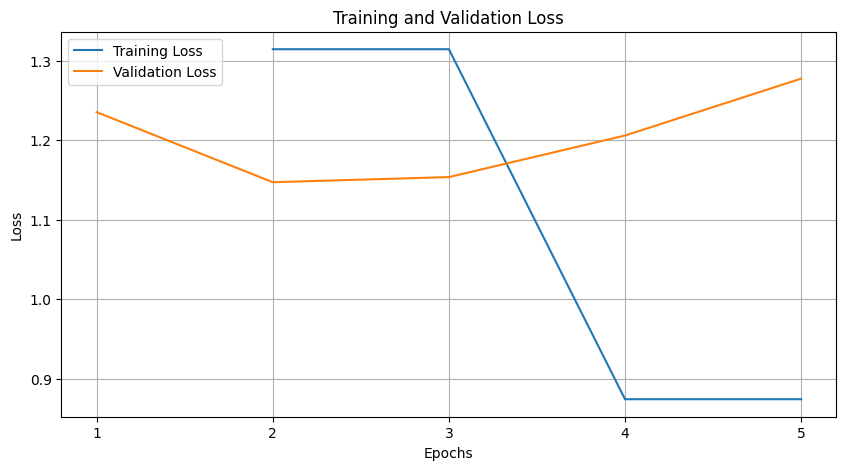 Training and Validation Loss
Training Loss
Validation Loss
Loss
1.3
1.2
1.1
1.0
0.9
1 2 3 4 5
Epochs